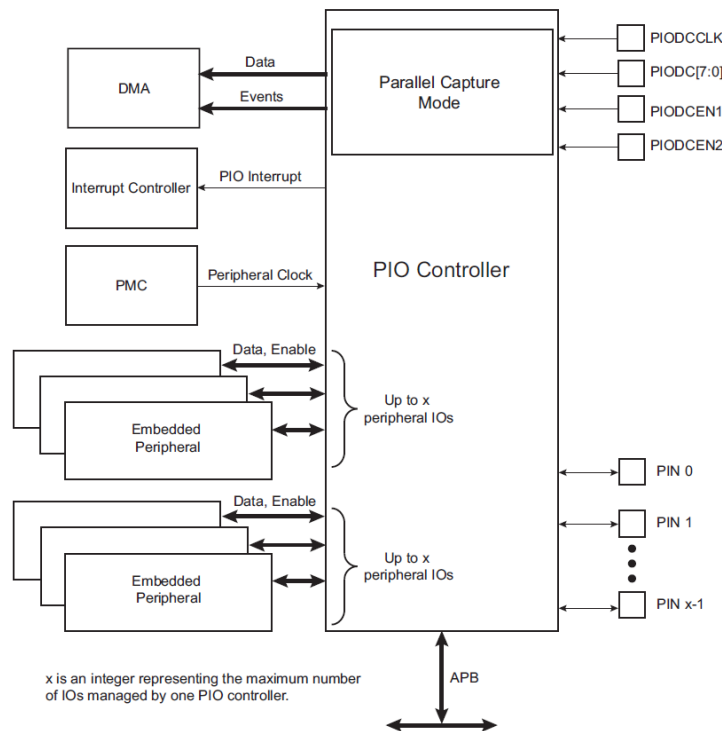 DMA
Data
Events
Parallel Capture
Mode
PIODCCLK
PIODC[7:0]
PIODCEN1
PIODCEN2
Interrupt Controller
PIO Interrupt
PMC
Peripheral Clock
PIO Controller
Data, Enable
Up to x
peripheral IOs
Embedded
Peripheral
PIN 0
Data, Enable
Up to x
peripheral IOs
Embedded
Peripheral
PIN 1
PIN x-1
x is an integer representing the maximum number
of IOs managed by one PIO controller.
APB